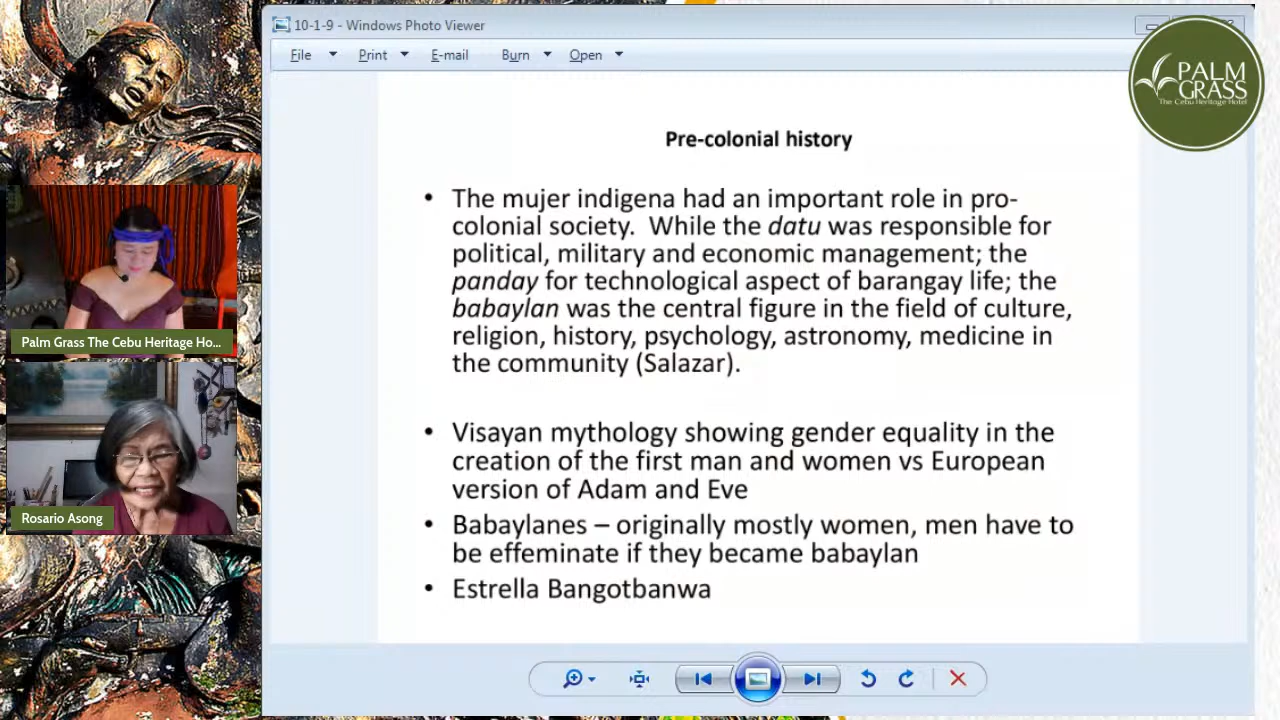 10-1-9 - Windows Photo Viewer
File Print E-mail Burn Open
PALM
GRASS
The Cebu Heritage Hotel
Pre-colonial history
• The mujer indigena had an important role in pro-
colonial society. While the datu was responsible for
political, military and economic management; the
panday for technological aspect of barangay life; the
babaylan was the central figure in the field of culture,
religion, history, psychology, astronomy, medicine in
the community (Salazar).
• Visayan mythology showing gender equality in the
creation of the first man and women vs European
version of Adam and Eve
• Babaylanes – originally mostly women, men have to
be effeminate if they became babaylan
• Estrella Bangotbanwa
Palm Grass The Cebu Heritage Ho...
Rosario Asong